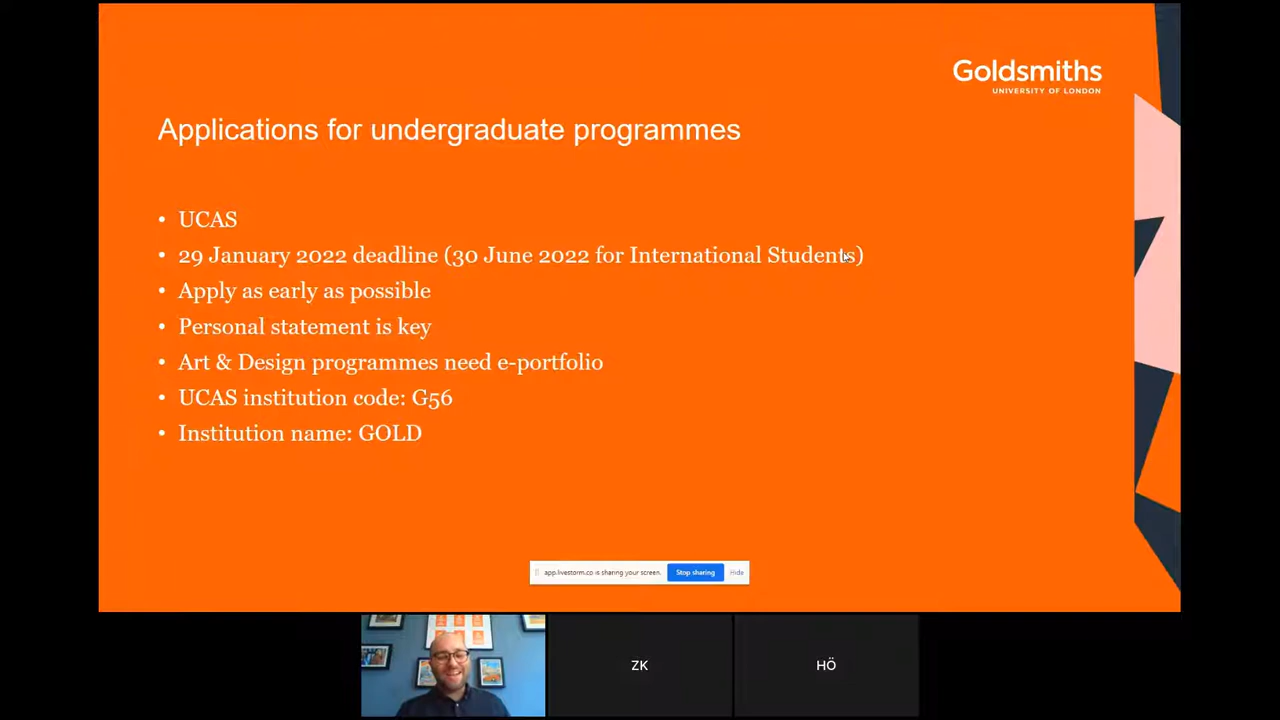 Goldsmiths
UNIVERSITY OF LONDON
Applications for undergraduate programmes
• UCAS
• 29 January 2022 deadline (30 June 2022 for International Students)
• Apply as early as possible
• Personal statement is key
• Art & Design programmes need e-portfolio
• UCAS institution code: G56
• Institution name: GOLD
app.livestorm.co is sharing your screen.
Stop sharing
Hide
ZK
HÖ